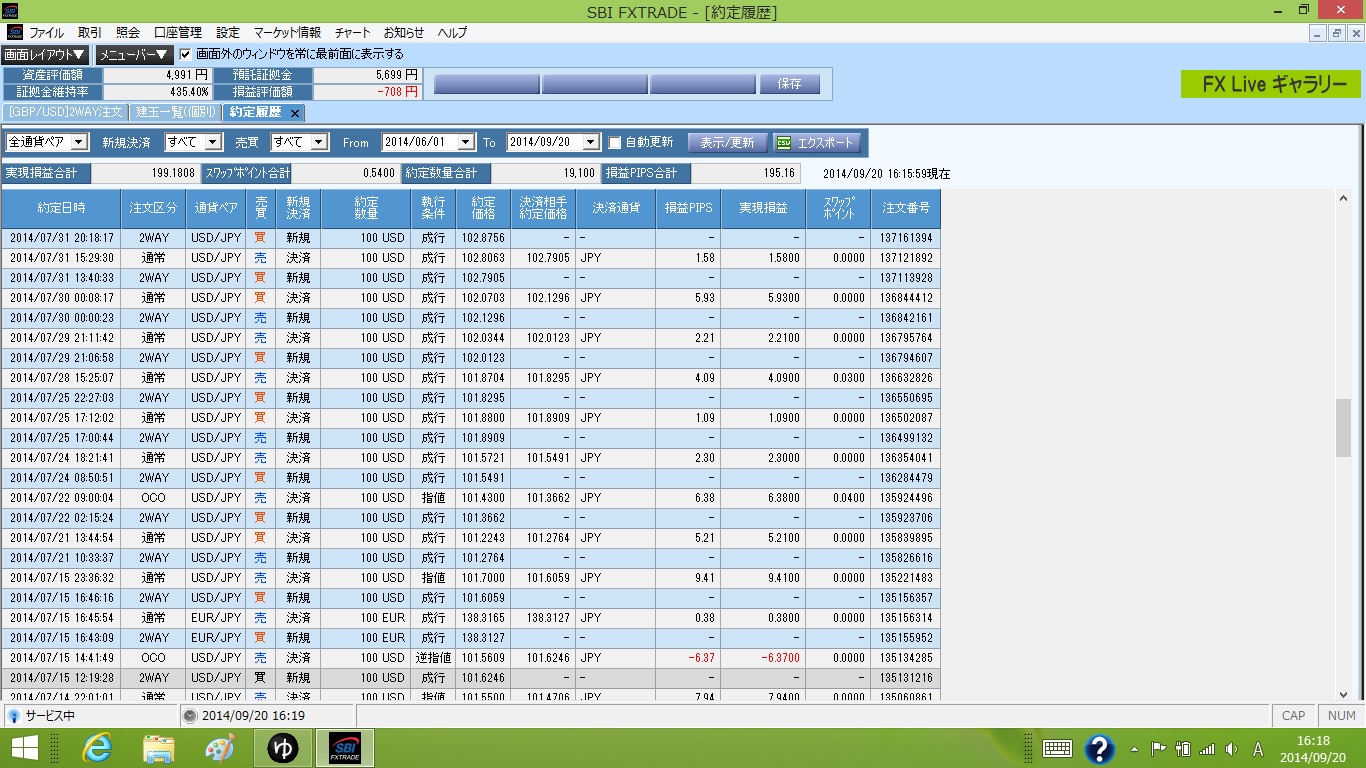 SBI FXTRADE - [約定履歴]
ファイル 取引 照会 口座管理 設定 マーケット情報 チャート お知らせ ヘルプ
画面レイアウト▼ メニューバー▼ 画面外のウィンドウを常に最前面に表示する
資産評価額 4,991 円 預託証拠金 5,699 円
証拠金維持率 435.40% 損益評価額 -708 円
保存
FX Live ギャラリー
[GBP/USD]2WAY注文 建玉一覧(個別) 約定履歴 ×
全通貨ペア 新規決済 すべて 売買 すべて From 2014/06/01 To 2014/09/20 自動更新 表示/更新 CSV エクスポート
実現損益合計 199.1808 スワップポイント合計 0.5400 約定数量合計 19,100 損益PIPS合計 195.16 2014/09/20 16:15:59現在
約定日時 注文区分 通貨ペア 売買 新規決済 約定数量 執行条件 約定価格 決済相手約定価格 決済通貨 損益PIPS 実現損益 スワップポイント 注文番号
2014/07/31 20:18:17 2WAY USD/JPY 買 新規 100 USD 成行 102.8756 - - - - - 137161394
2014/07/31 15:29:30 通常 USD/JPY 売 決済 100 USD 成行 102.8063 102.7905 JPY 1.58 1.5800 0.0000 137121892
2014/07/31 13:40:33 2WAY USD/JPY 買 新規 100 USD 成行 102.7905 - - - - - 137113928
2014/07/30 00:08:17 通常 USD/JPY 買 決済 100 USD 成行 102.0703 102.1296 JPY 5.93 5.9300 0.0000 136844412
2014/07/30 00:00:23 2WAY USD/JPY 売 新規 100 USD 成行 102.1296 - - - - - 136842161
2014/07/29 21:11:42 通常 USD/JPY 売 決済 100 USD 成行 102.0344 102.0123 JPY 2.21 2.2100 0.0000 136795764
2014/07/29 21:06:58 2WAY USD/JPY 買 新規 100 USD 成行 102.0123 - - - - - 136794607
2014/07/28 15:25:07 通常 USD/JPY 売 決済 100 USD 成行 101.8704 101.8295 JPY 4.09 4.0900 0.0300 136632826
2014/07/25 22:27:03 2WAY USD/JPY 買 新規 100 USD 成行 101.8295 - - - - - 136550695
2014/07/25 17:12:02 通常 USD/JPY 買 決済 100 USD 成行 101.8800 101.8909 JPY 1.09 1.0900 0.0000 136502087
2014/07/25 17:00:44 2WAY USD/JPY 売 新規 100 USD 成行 101.8909 - - - - - 136499132
2014/07/24 18:21:41 通常 USD/JPY 売 決済 100 USD 成行 101.5721 101.5491 JPY 2.30 2.3000 0.0000 136354041
2014/07/24 08:50:51 2WAY USD/JPY 買 新規 100 USD 成行 101.5491 - - - - - 136284479
2014/07/22 09:00:04 OCO USD/JPY 売 決済 100 USD 指値 101.4300 101.3662 JPY 6.38 6.3800 0.0400 135924496
2014/07/22 02:15:24 2WAY USD/JPY 買 新規 100 USD 成行 101.3662 - - - - - 135923706
2014/07/21 13:44:54 通常 USD/JPY 買 決済 100 USD 成行 101.2243 101.2764 JPY 5.21 5.2100 0.0000 135839895
2014/07/21 10:33:37 2WAY USD/JPY 売 新規 100 USD 成行 101.2764 - - - - - 135826616
2014/07/15 23:36:32 通常 USD/JPY 売 決済 100 USD 指値 101.7000 101.6059 JPY 9.41 9.4100 0.0000 135221483
2014/07/15 16:46:16 2WAY USD/JPY 買 新規 100 USD 成行 101.6059 - - - - - 135156357
2014/07/15 16:45:54 通常 EUR/JPY 売 決済 100 EUR 成行 138.3165 138.3127 JPY 0.38 0.3800 0.0000 135156314
2014/07/15 16:43:09 2WAY EUR/JPY 買 新規 100 EUR 成行 138.3127 - - - - - 135155952
2014/07/15 14:41:49 OCO USD/JPY 売 決済 100 USD 逆指値 101.5609 101.6246 JPY -6.37 -6.3700 0.0000 135134285
2014/07/15 12:19:28 2WAY USD/JPY 買 新規 100 USD 成行 101.6246 - - - - - 135131216
2014/07/14 22:01:01 通常 USD/JPY 売 決済 100 USD 指値 101.5500 101.4706 JPY 7.94 7.9400 0.0000 135060861
サービス中 2014/09/20 16:19 CAP NUM
ゆ SBI FXTRADE ? A 16:18
2014/09/20